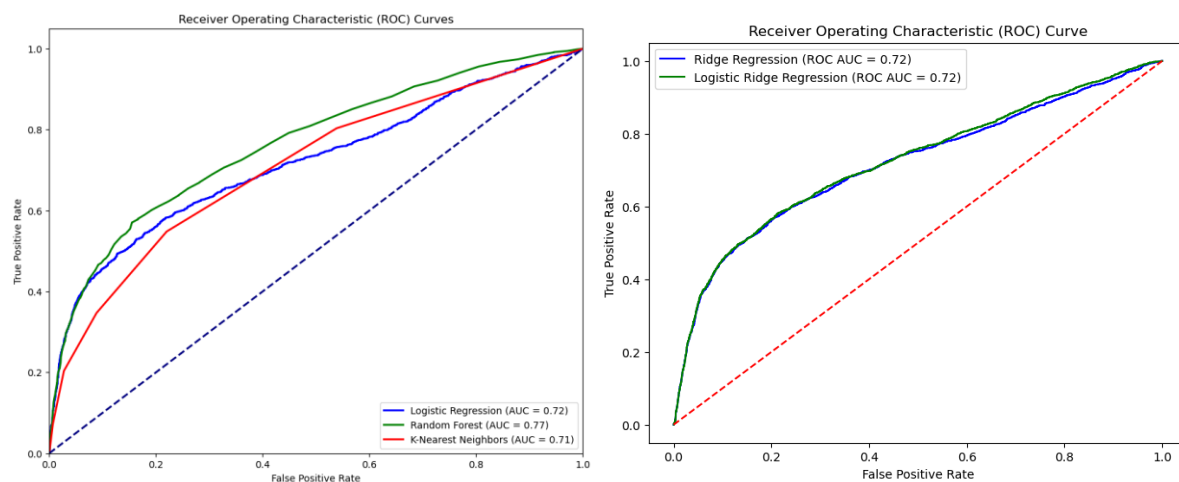 Receiver Operating Characteristic (ROC) Curves
1.0
0.8
0.6
0.4
0.2
0.0
True Positive Rate
0.0
0.2
0.4
0.6
0.8
1.0
False Positive Rate
Logistic Regression (AUC = 0.72)
Random Forest (AUC = 0.77)
K-Nearest Neighbors (AUC = 0.71)
Receiver Operating Characteristic (ROC) Curve
Ridge Regression (ROC AUC = 0.72)
Logistic Ridge Regression (ROC AUC = 0.72)
1.0
0.8
0.6
0.4
0.2
0.0
True Positive Rate
0.0
0.2
0.4
0.6
0.8
1.0
False Positive Rate